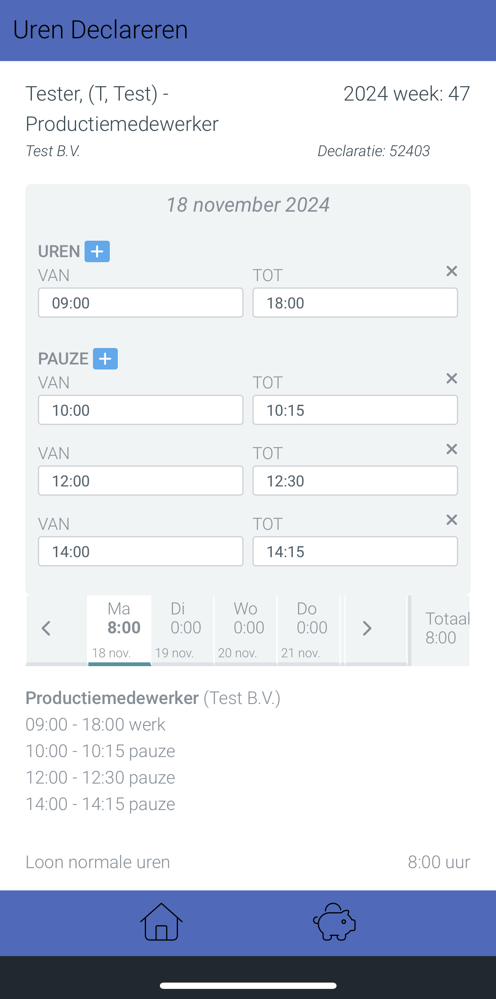 Uren Declareren
Tester, (T, Test) - 2024 week: 47
Productiemedewerker
Test B.V. Declaratie: 52403
18 november 2024
UREN
VAN TOT
09:00 18:00
PAUZE
VAN TOT
10:00 10:15
VAN TOT
12:00 12:30
VAN TOT
14:00 14:15
Ma Di Wo Do Totaal
8:00 0:00 0:00 0:00 8:00
18 nov. 19 nov. 20 nov. 21 nov.
Productiemedewerker (Test B.V.)
09:00 - 18:00 werk
10:00 - 10:15 pauze
12:00 - 12:30 pauze
14:00 - 14:15 pauze
Loon normale uren 8:00 uur